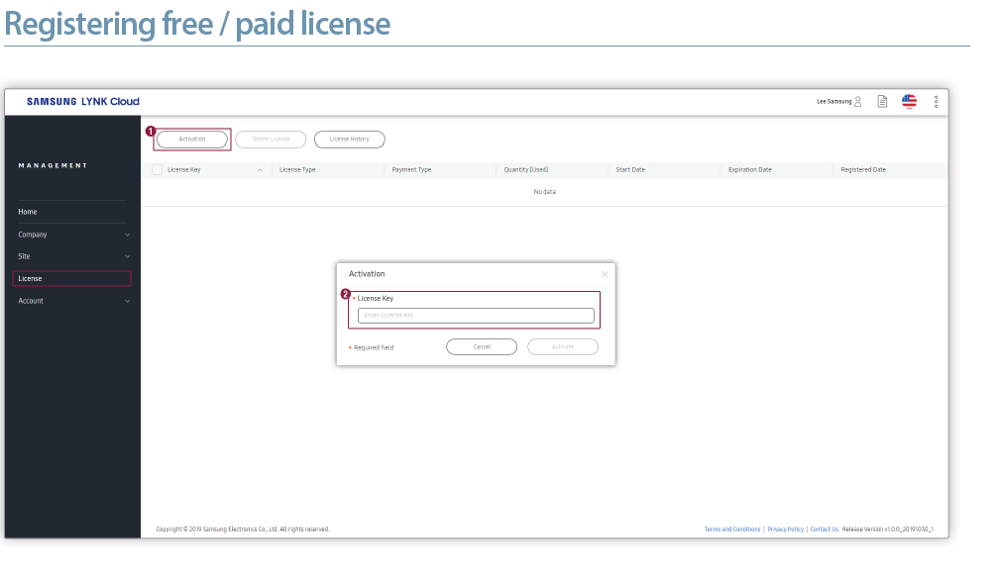 Registering free / paid license
SAMSUNG LYNK Cloud
Lee Samsung
1
Activation
Delete License
License History
MANAGEMENT
License Key
License Type
Payment Type
Quantity [Used]
Start Date
Expiration Date
Registered Date
No data
Home
Company
Site
License
Account
Activation
2
* License Key
Enter License Key
* Required field
Cancel
Activate
Copyright © 2019 Samsung Electronics Co., Ltd. All rights reserved.
Terms and Conditions | Privacy Policy | Contact Us Release Version v1.0.0_20191030_1